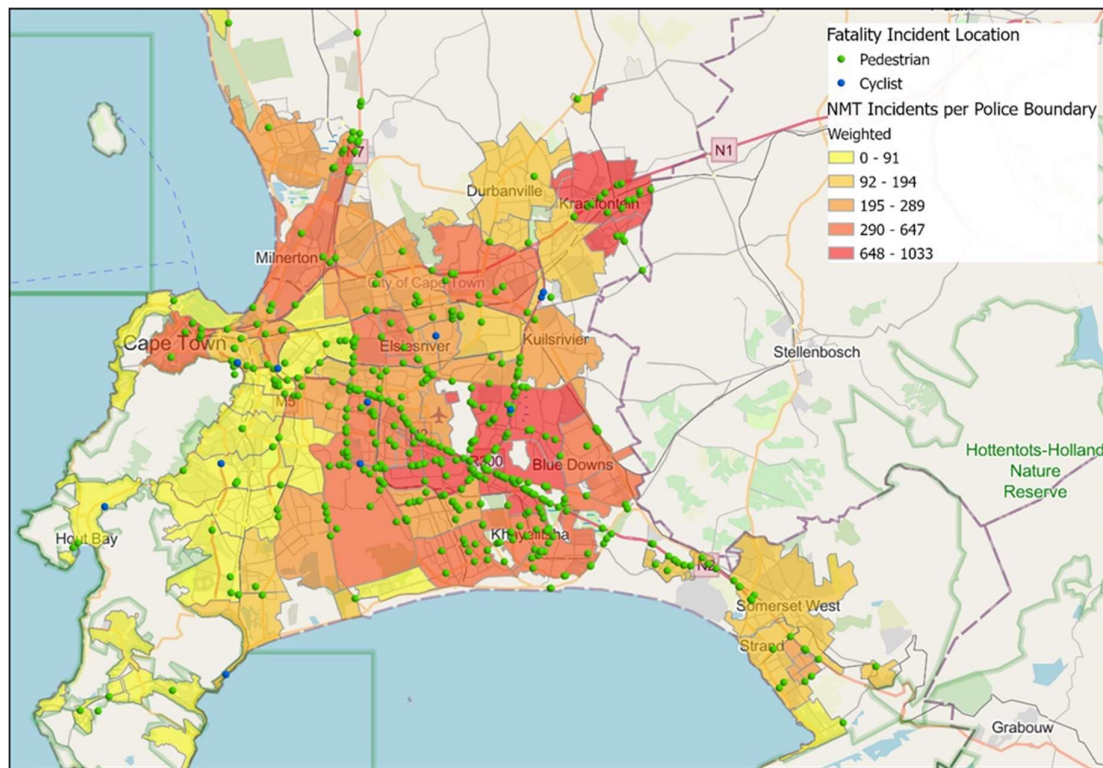 Fatality Incident Location
Pedestrian
Cyclist
NMT Incidents per Police Boundary
Weighted
0 - 91
92 - 194
195 - 289
290 - 647
648 - 1033
N7
N1
Durbanville
Kraaifontein
Milnerton
City of Cape Town
Cape Town
Elsiesriver
Kuilsrivier
Stellenbosch
M5
Blue Downs
Hottentots-Holland
Nature
Reserve
Hout Bay
Khayelitsha
N2
Somerset West
Strand
Grabouw